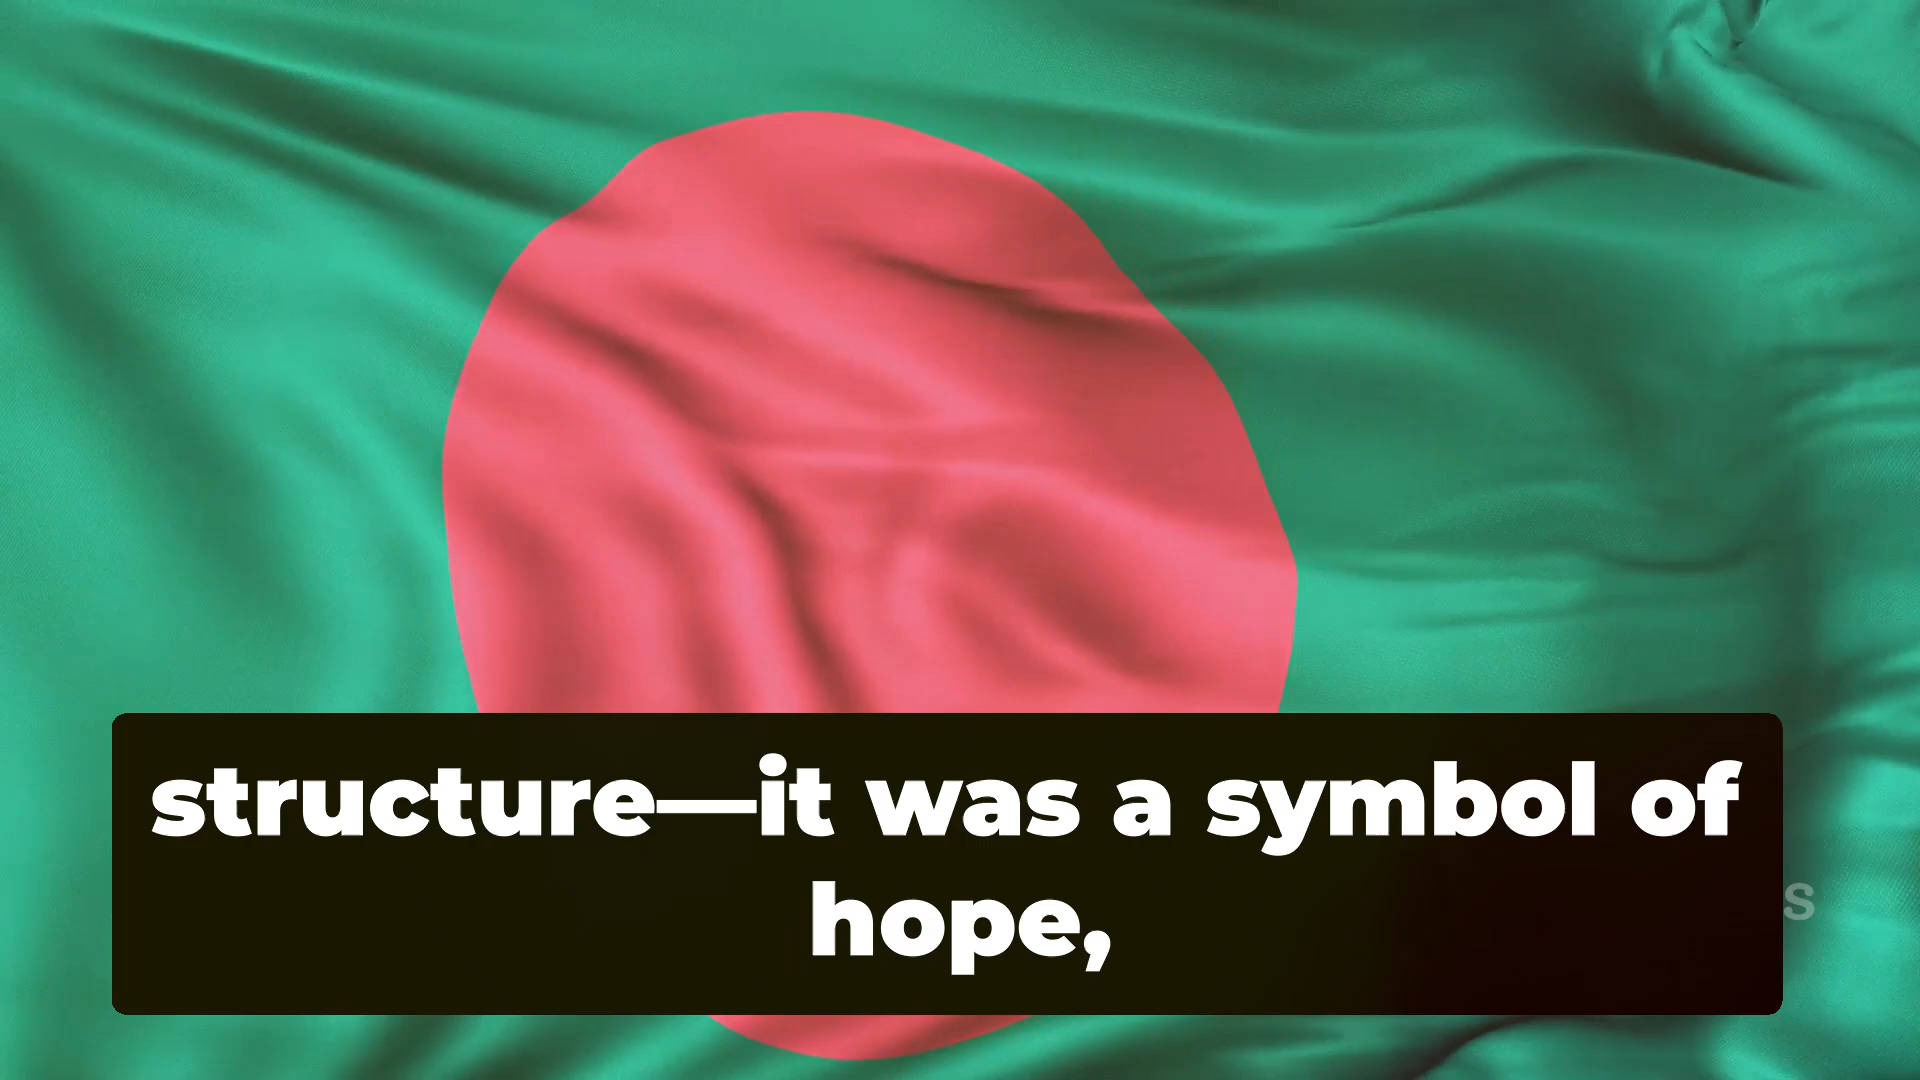 structure—it was a symbol of
hope,